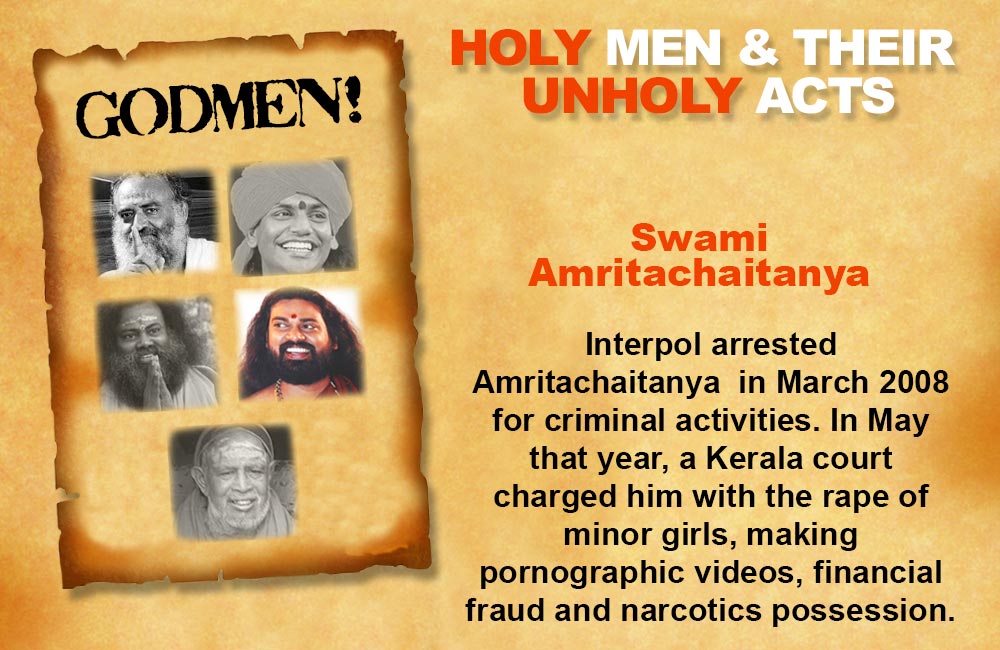 GODMEN!
HOLY MEN & THEIR
UNHOLY ACTS
Swami
Amritachaitanya
Interpol arrested
Amritachaitanya in March 2008
for criminal activities. In May
that year, a Kerala court
charged him with the rape of
minor girls, making
pornographic videos, financial
fraud and narcotics possession.